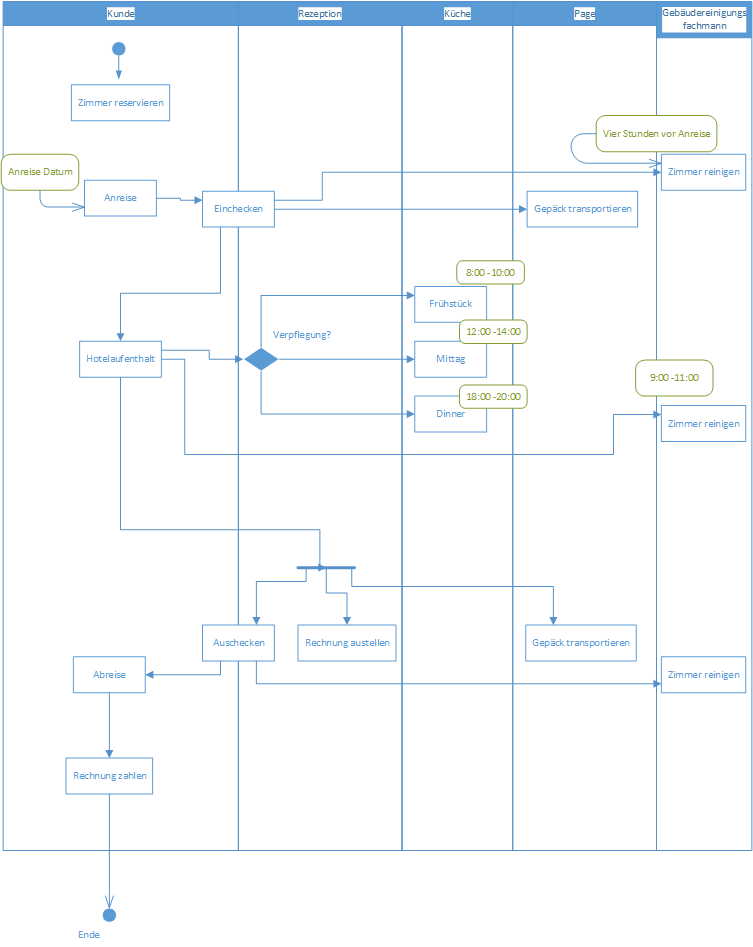 Kunde
Rezeption
Küche
Page
Gebäudereinigungs
fachmann
Zimmer reservieren
Vier Stunden vor Anreise
Anreise Datum
Zimmer reinigen
Anreise
Einchecken
Gepäck transportieren
8:00 -10:00
Frühstück
12:00 -14:00
Verpflegung?
Hotelaufenthalt
Mittag
9:00 -11:00
18:00 -20:00
Dinner
Zimmer reinigen
Auschecken
Rechnung austellen
Gepäck transportieren
Abreise
Zimmer reinigen
Rechnung zahlen
Ende